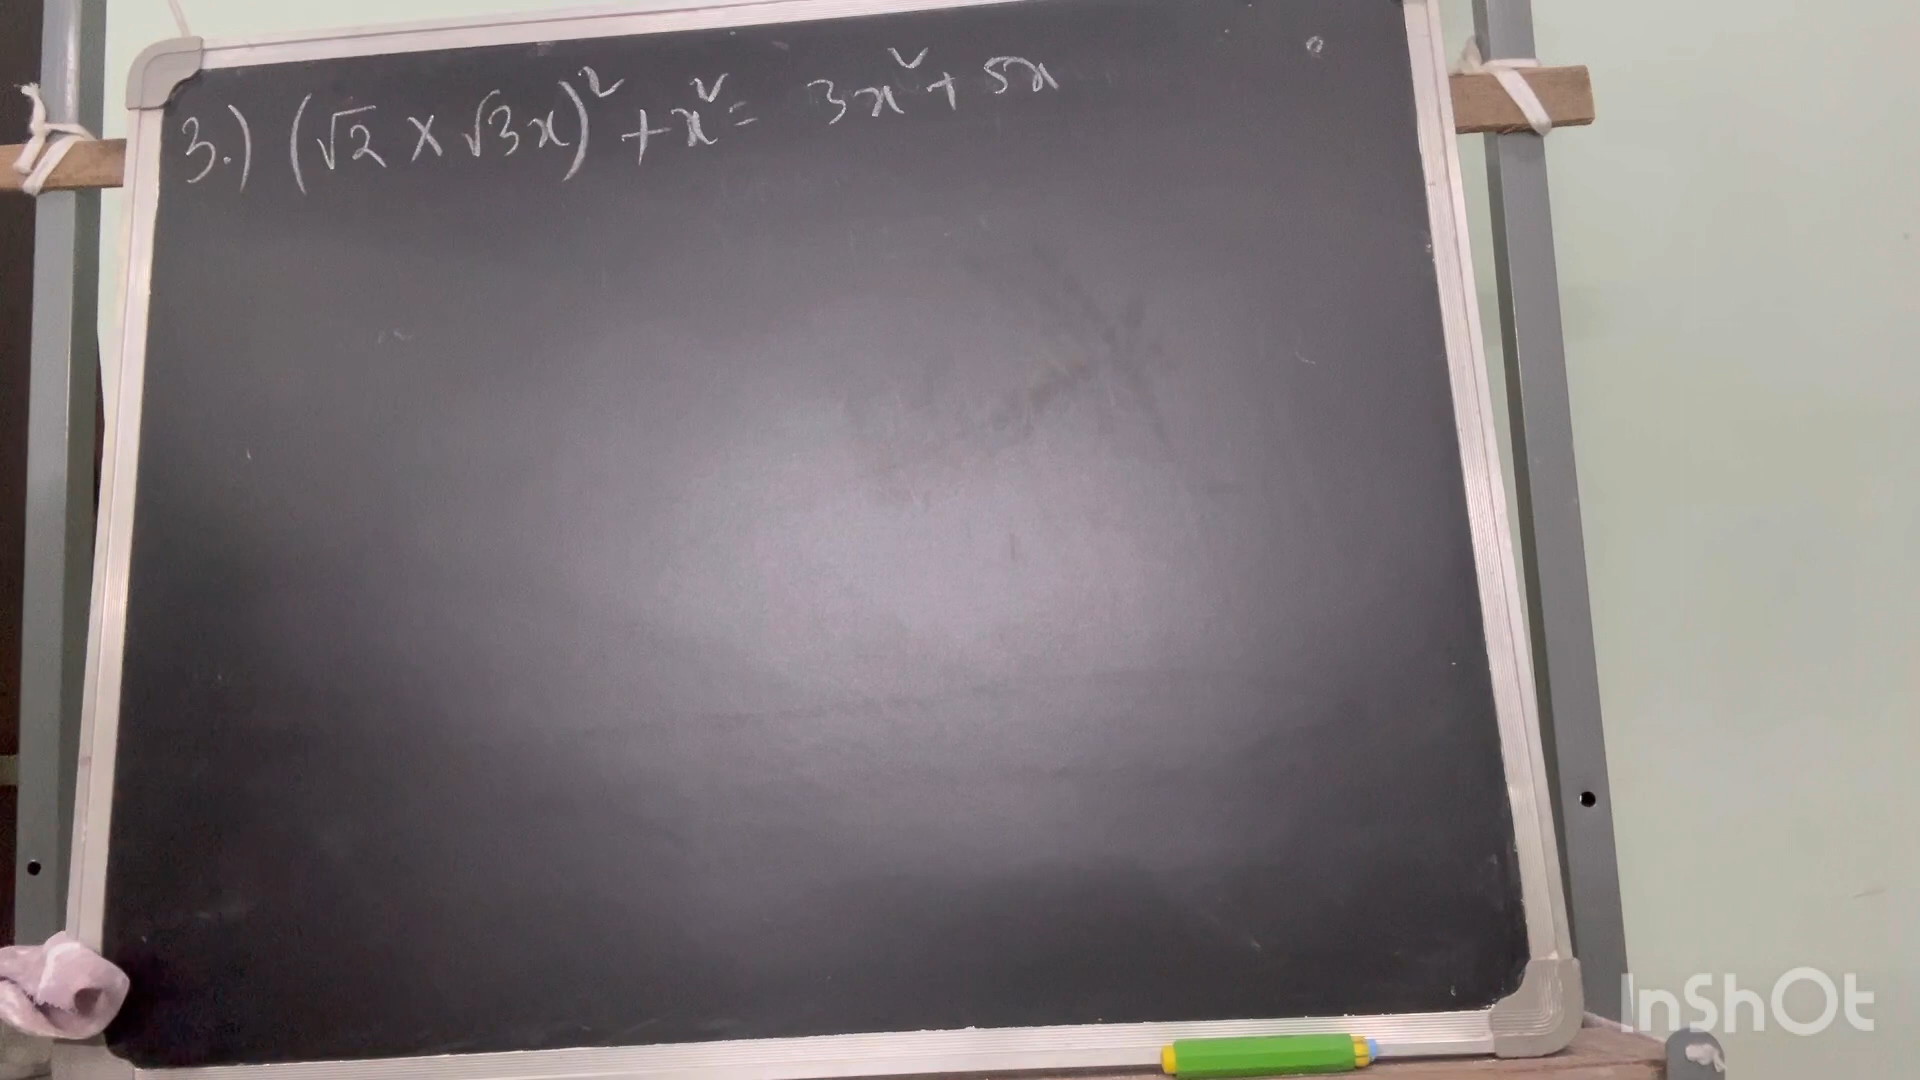 3.) (√2 × √3x)² + x² = 3x² + 5x
InShOt